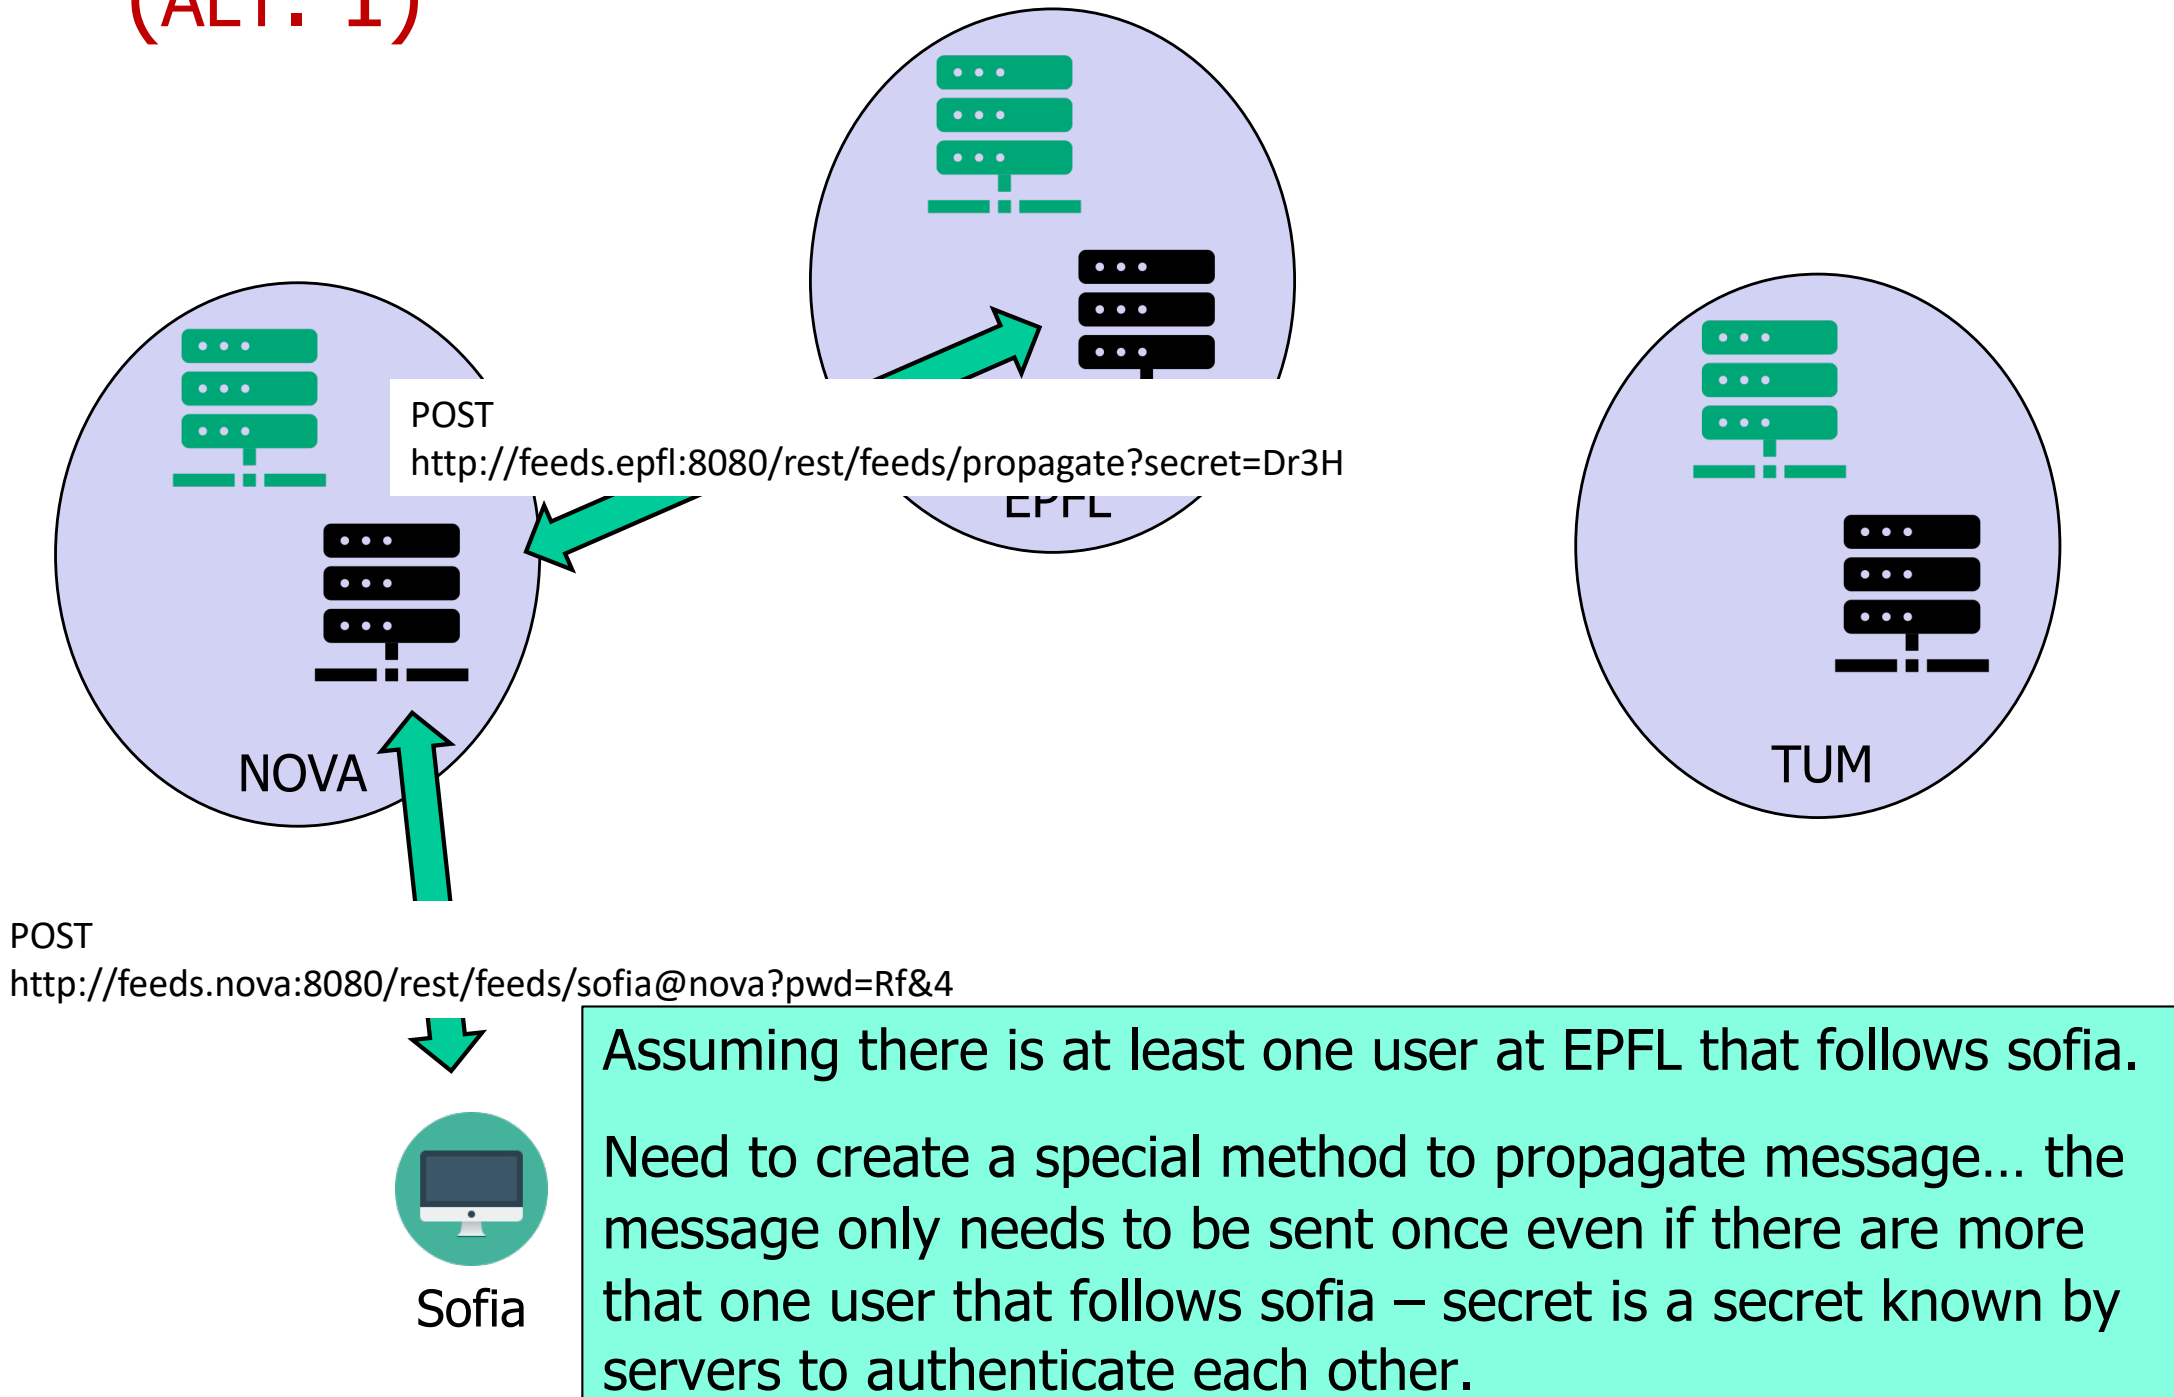 (ALT. 1)
POST
http://feeds.epfl:8080/rest/feeds/propagate?secret=Dr3H
EPFL
NOVA
TUM
POST
http://feeds.nova:8080/rest/feeds/sofia@nova?pwd=Rf&4
Assuming there is at least one user at EPFL that follows sofia.
Need to create a special method to propagate message… the
message only needs to be sent once even if there are more
that one user that follows sofia – secret is a secret known by
servers to authenticate each other.
Sofia